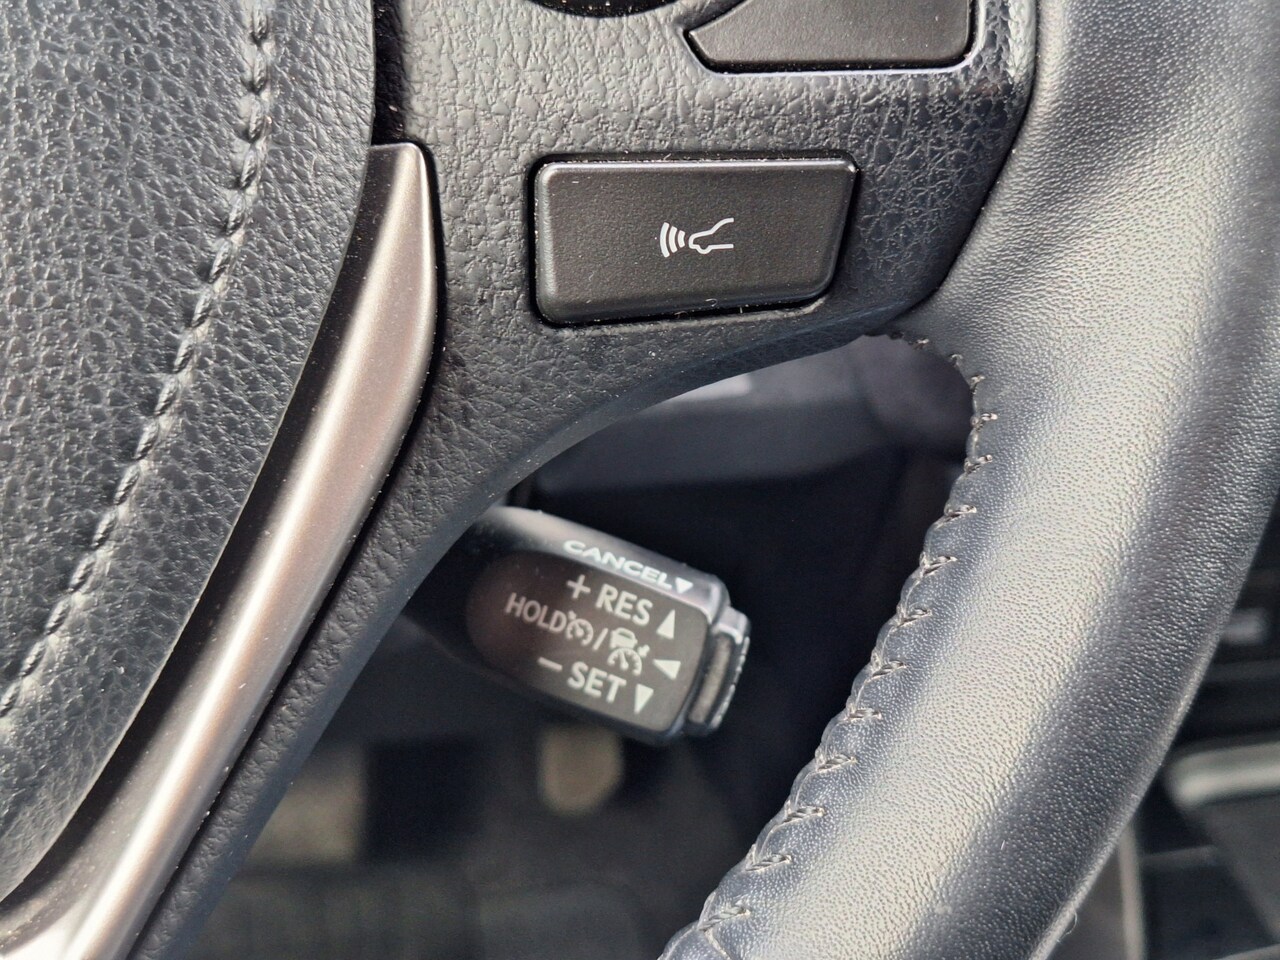 CANCEL▼
+ RES ▲
HOLD / ◄
− SET ▼